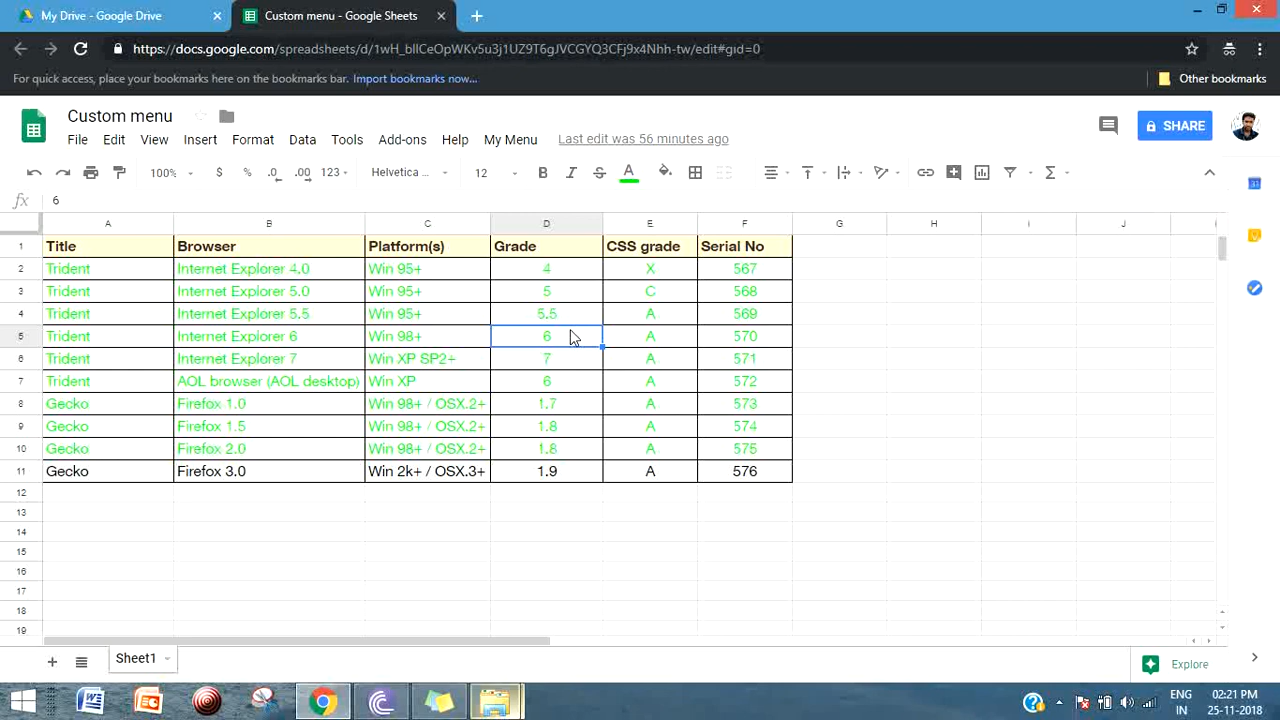 My Drive - Google Drive
Custom menu - Google Sheets
https://docs.google.com/spreadsheets/d/1wH_bllCeOpWKv5u3j1UZ9T6gJVCGYQ3CFj9x4Nhh-tw/edit#gid=0
For quick access, place your bookmarks here on the bookmarks bar. Import bookmarks now...
Other bookmarks
Custom menu
File Edit View Insert Format Data Tools Add-ons Help My Menu Last edit was 56 minutes ago
SHARE
100% $ % .0 .00 123 Helvetica ... 12 B I S A Σ
fx 6
A B C D E F G H I J
1 Title Browser Platform(s) Grade CSS grade Serial No
2 Trident Internet Explorer 4.0 Win 95+ 4 X 567
3 Trident Internet Explorer 5.0 Win 95+ 5 C 568
4 Trident Internet Explorer 5.5 Win 95+ 5.5 A 569
5 Trident Internet Explorer 6 Win 98+ 6 A 570
6 Trident Internet Explorer 7 Win XP SP2+ 7 A 571
7 Trident AOL browser (AOL desktop) Win XP 6 A 572
8 Gecko Firefox 1.0 Win 98+ / OSX.2+ 1.7 A 573
9 Gecko Firefox 1.5 Win 98+ / OSX.2+ 1.8 A 574
10 Gecko Firefox 2.0 Win 98+ / OSX.2+ 1.8 A 575
11 Gecko Firefox 3.0 Win 2k+ / OSX.3+ 1.9 A 576
12
13
14
15
16
17
18
19
Sheet1
Explore
ENG 02:21 PM
IN 25-11-2018